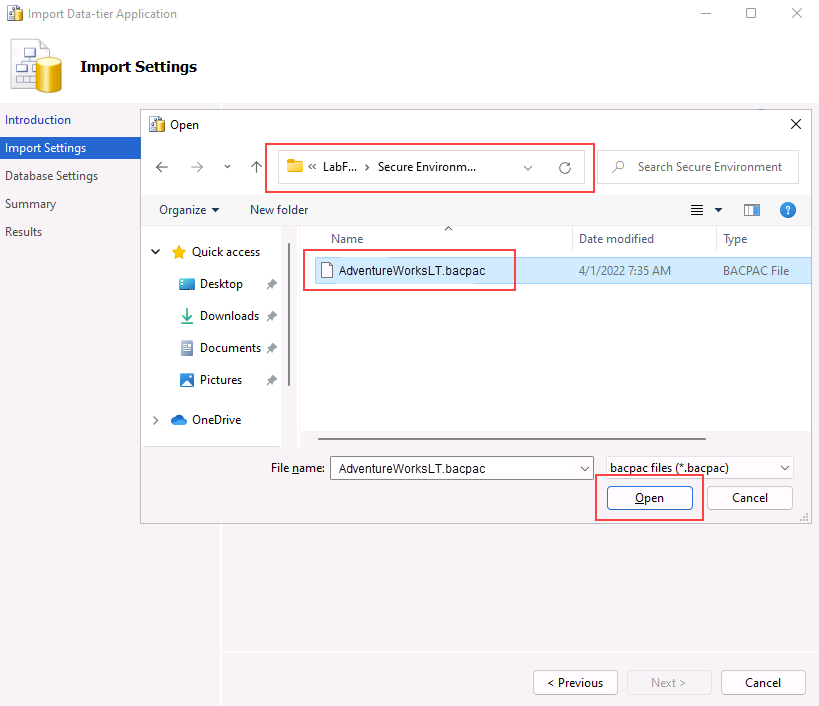 Import Data-tier Application
Import Settings
Introduction
Import Settings
Database Settings
Summary
Results
Open
« LabF... › Secure Environm...
Search Secure Environment
Organize
New folder
?
Name
Date modified
Type
Quick access
Desktop
Downloads
Documents
Pictures
OneDrive
AdventureWorksLT.bacpac
4/1/2022 7:35 AM
BACPAC File
File name:
AdventureWorksLT.bacpac
bacpac files (*.bacpac)
Open
Cancel
< Previous
Next >
Cancel